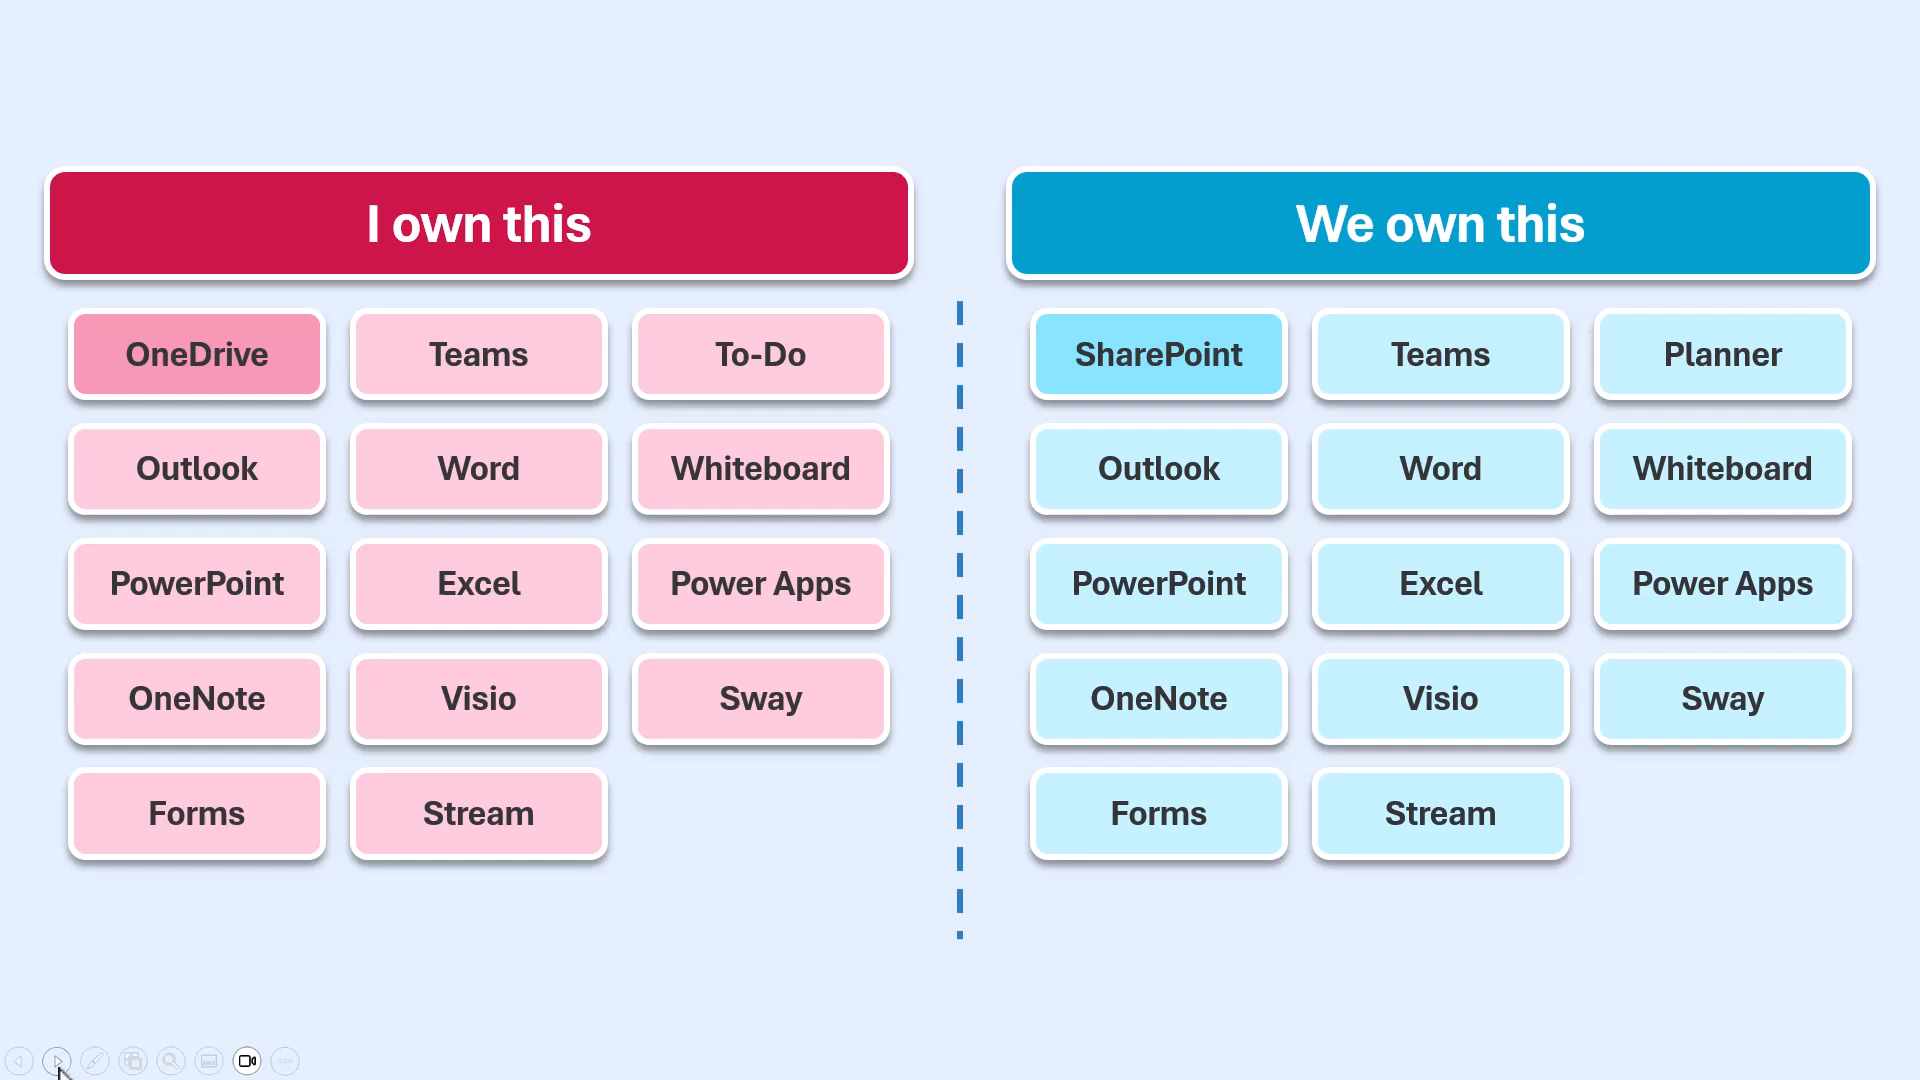 I own this
OneDrive
Teams
To-Do
Outlook
Word
Whiteboard
PowerPoint
Excel
Power Apps
OneNote
Visio
Sway
Forms
Stream
We own this
SharePoint
Teams
Planner
Outlook
Word
Whiteboard
PowerPoint
Excel
Power Apps
OneNote
Visio
Sway
Forms
Stream